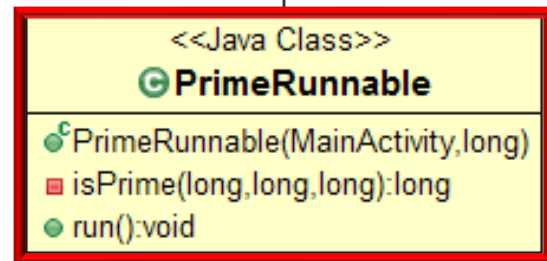 <<Java Class>>
PrimeRunnable
PrimeRunnable(MainActivity,long)
isPrime(long,long,long):long
run():void